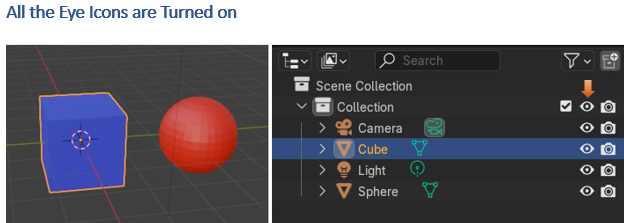 All the Eye Icons are Turned on
Search
Scene Collection
Collection
Camera
Cube
Light
Sphere